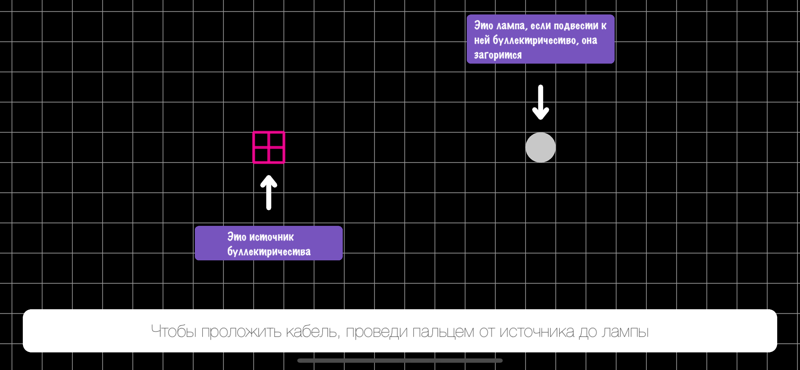 Это лампа, если подвести к
ней буллектричество, она
загорится
Это источник
буллектричества
Чтобы проложить кабель, проведи пальцем от источника до лампы